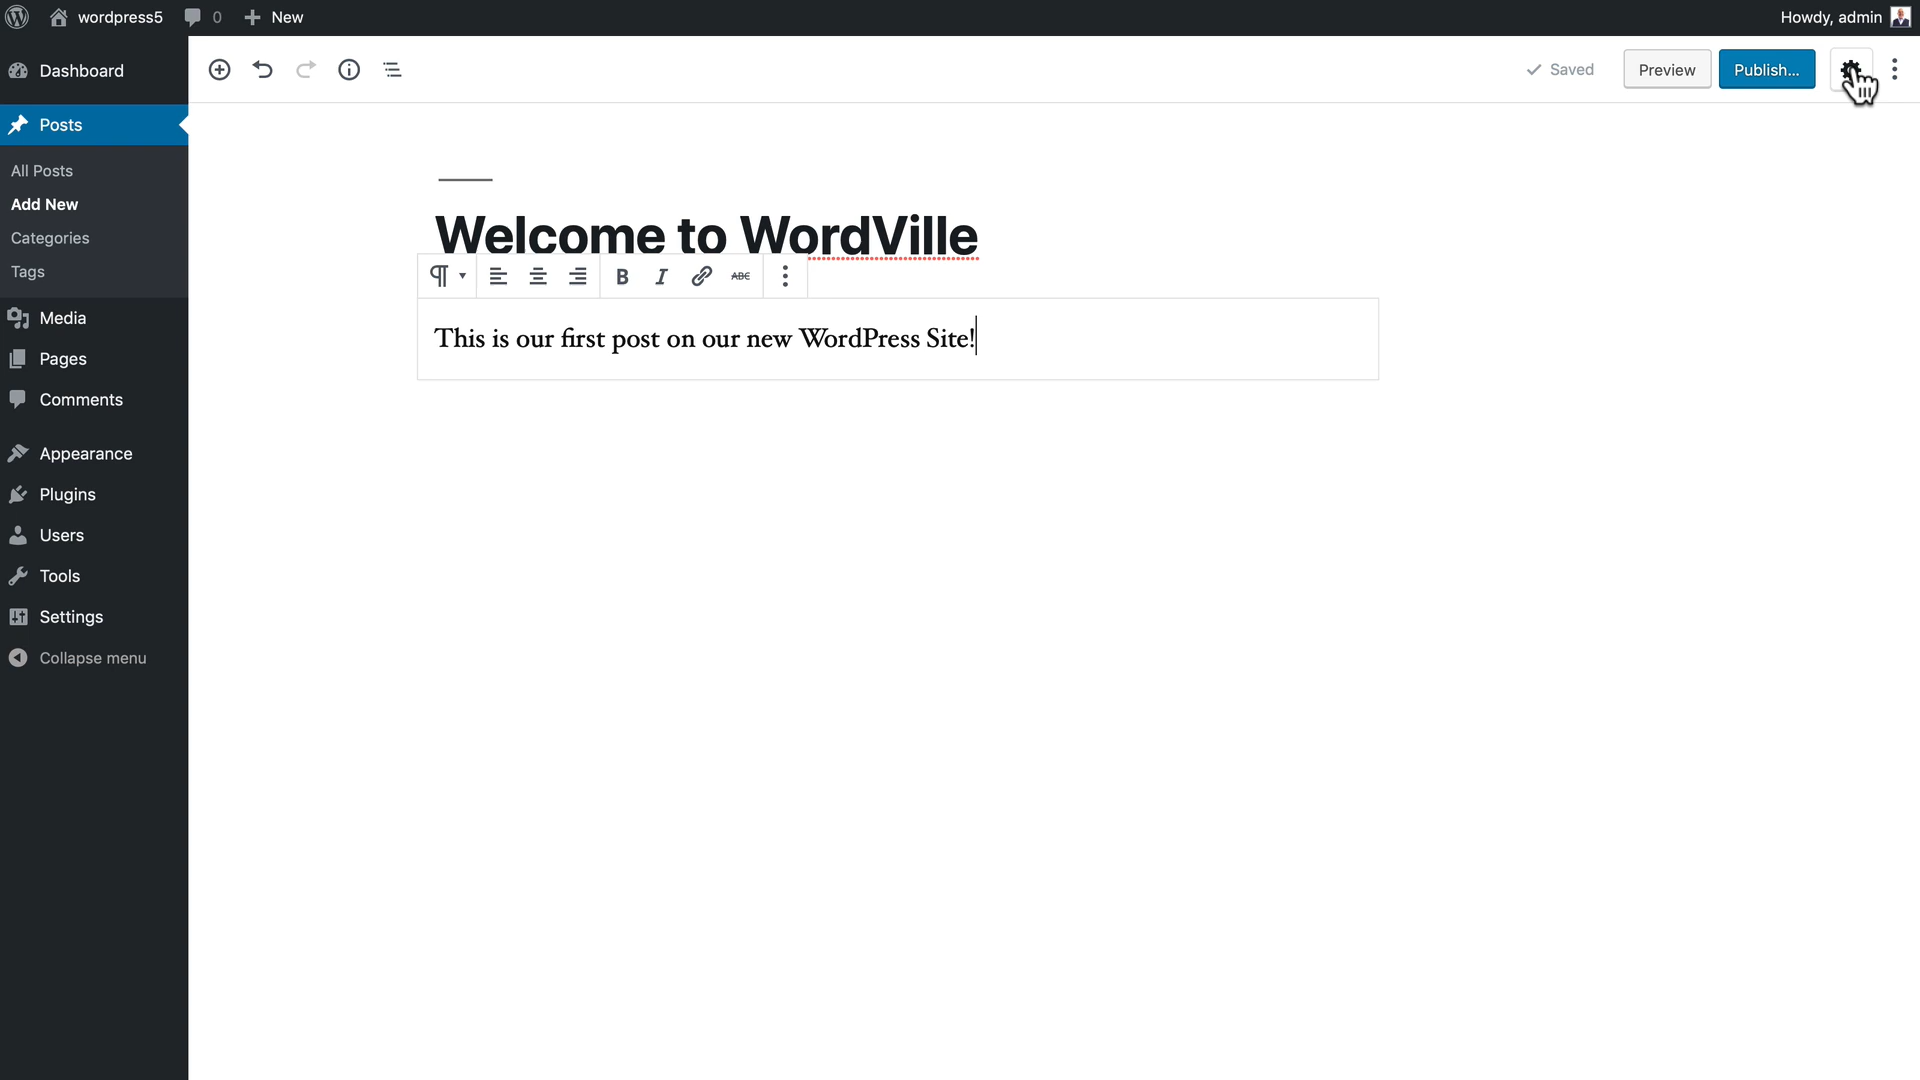 wordpress5
0
New
Howdy, admin
Dashboard
Saved
Preview
Publish...
Posts
All Posts
Add New
Categories
Tags
Media
Pages
Comments
Appearance
Plugins
Users
Tools
Settings
Collapse menu
Welcome to WordVille
B I ABC
This is our first post on our new WordPress Site!